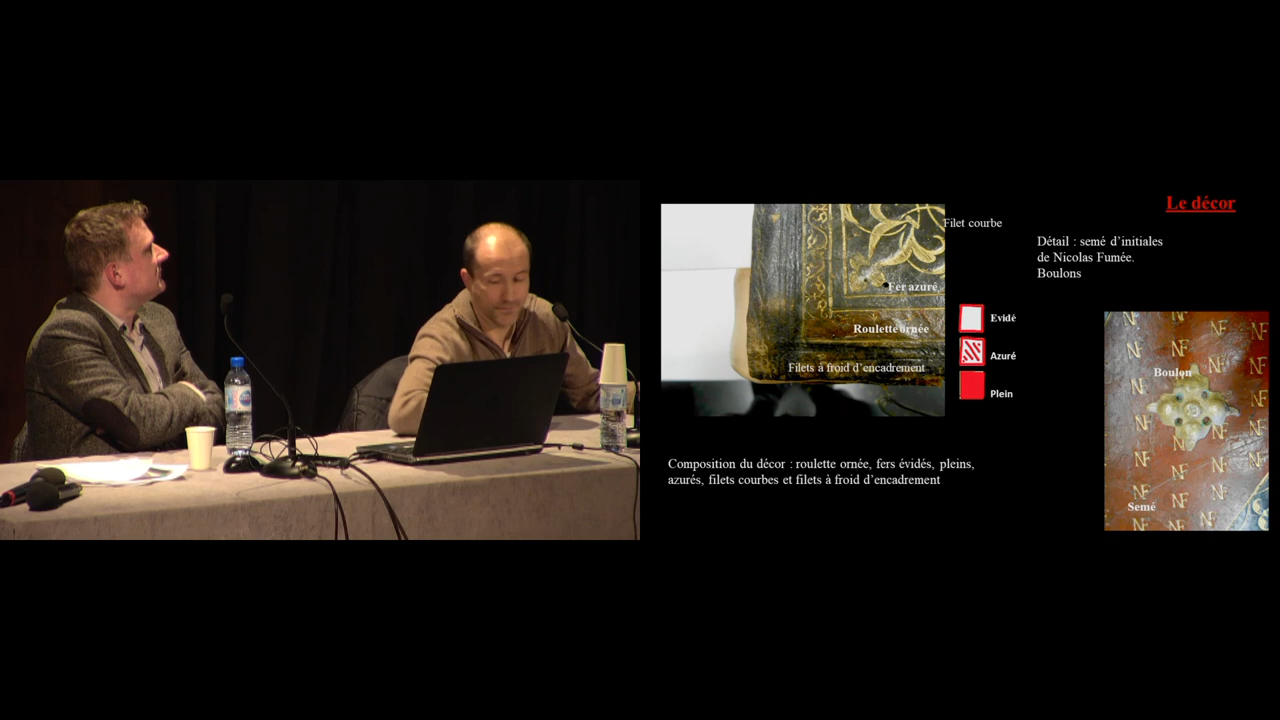 Le décor
Filet courbe
Fer azuré
Roulette ornée
Filets à froid d'encadrement
Evidé
Azuré
Plein
Détail : semé d'initiales
de Nicolas Fumée.
Boulons
Boulon
Semé
Composition du décor : roulette ornée, fers évidés, pleins,
azurés, filets courbes et filets à froid d'encadrement